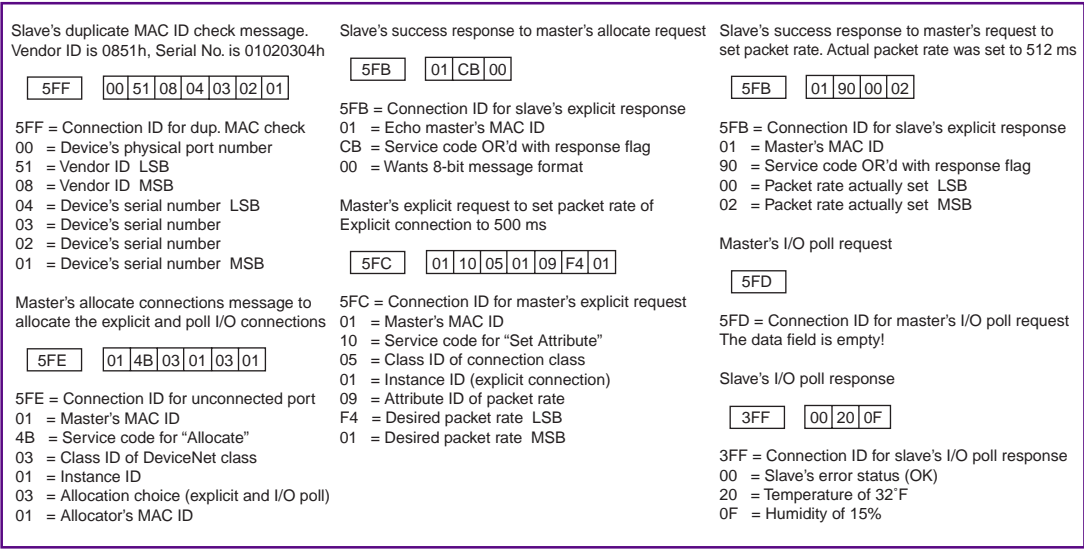 Slave's duplicate MAC ID check message.
Vendor ID is 0851h, Serial No. is 01020304h
5FF 00 51 08 04 03 02 01
5FF = Connection ID for dup. MAC check
00 = Device's physical port number
51 = Vendor ID LSB
08 = Vendor ID MSB
04 = Device's serial number LSB
03 = Device's serial number
02 = Device's serial number
01 = Device's serial number MSB
Master's allocate connections message to
allocate the explicit and poll I/O connections
5FE 01 4B 03 01 03 01
5FE = Connection ID for unconnected port
01 = Master's MAC ID
4B = Service code for "Allocate"
03 = Class ID of DeviceNet class
01 = Instance ID
03 = Allocation choice (explicit and I/O poll)
01 = Allocator's MAC ID
Slave's success response to master's allocate request
5FB 01 CB 00
5FB = Connection ID for slave's explicit response
01 = Echo master's MAC ID
CB = Service code OR'd with response flag
00 = Wants 8-bit message format
Master's explicit request to set packet rate of
Explicit connection to 500 ms
5FC 01 10 05 01 09 F4 01
5FC = Connection ID for master's explicit request
01 = Master's MAC ID
10 = Service code for "Set Attribute"
05 = Class ID of connection class
01 = Instance ID (explicit connection)
09 = Attribute ID of packet rate
F4 = Desired packet rate LSB
01 = Desired packet rate MSB
Slave's success response to master's request to
set packet rate. Actual packet rate was set to 512 ms
5FB 01 90 00 02
5FB = Connection ID for slave's explicit response
01 = Master's MAC ID
90 = Service code OR'd with response flag
00 = Packet rate actually set LSB
02 = Packet rate actually set MSB
Master's I/O poll request
5FD
5FD = Connection ID for master's I/O poll request
The data field is empty!
Slave's I/O poll response
3FF 00 20 0F
3FF = Connection ID for slave's I/O poll response
00 = Slave's error status (OK)
20 = Temperature of 32°F
0F = Humidity of 15%